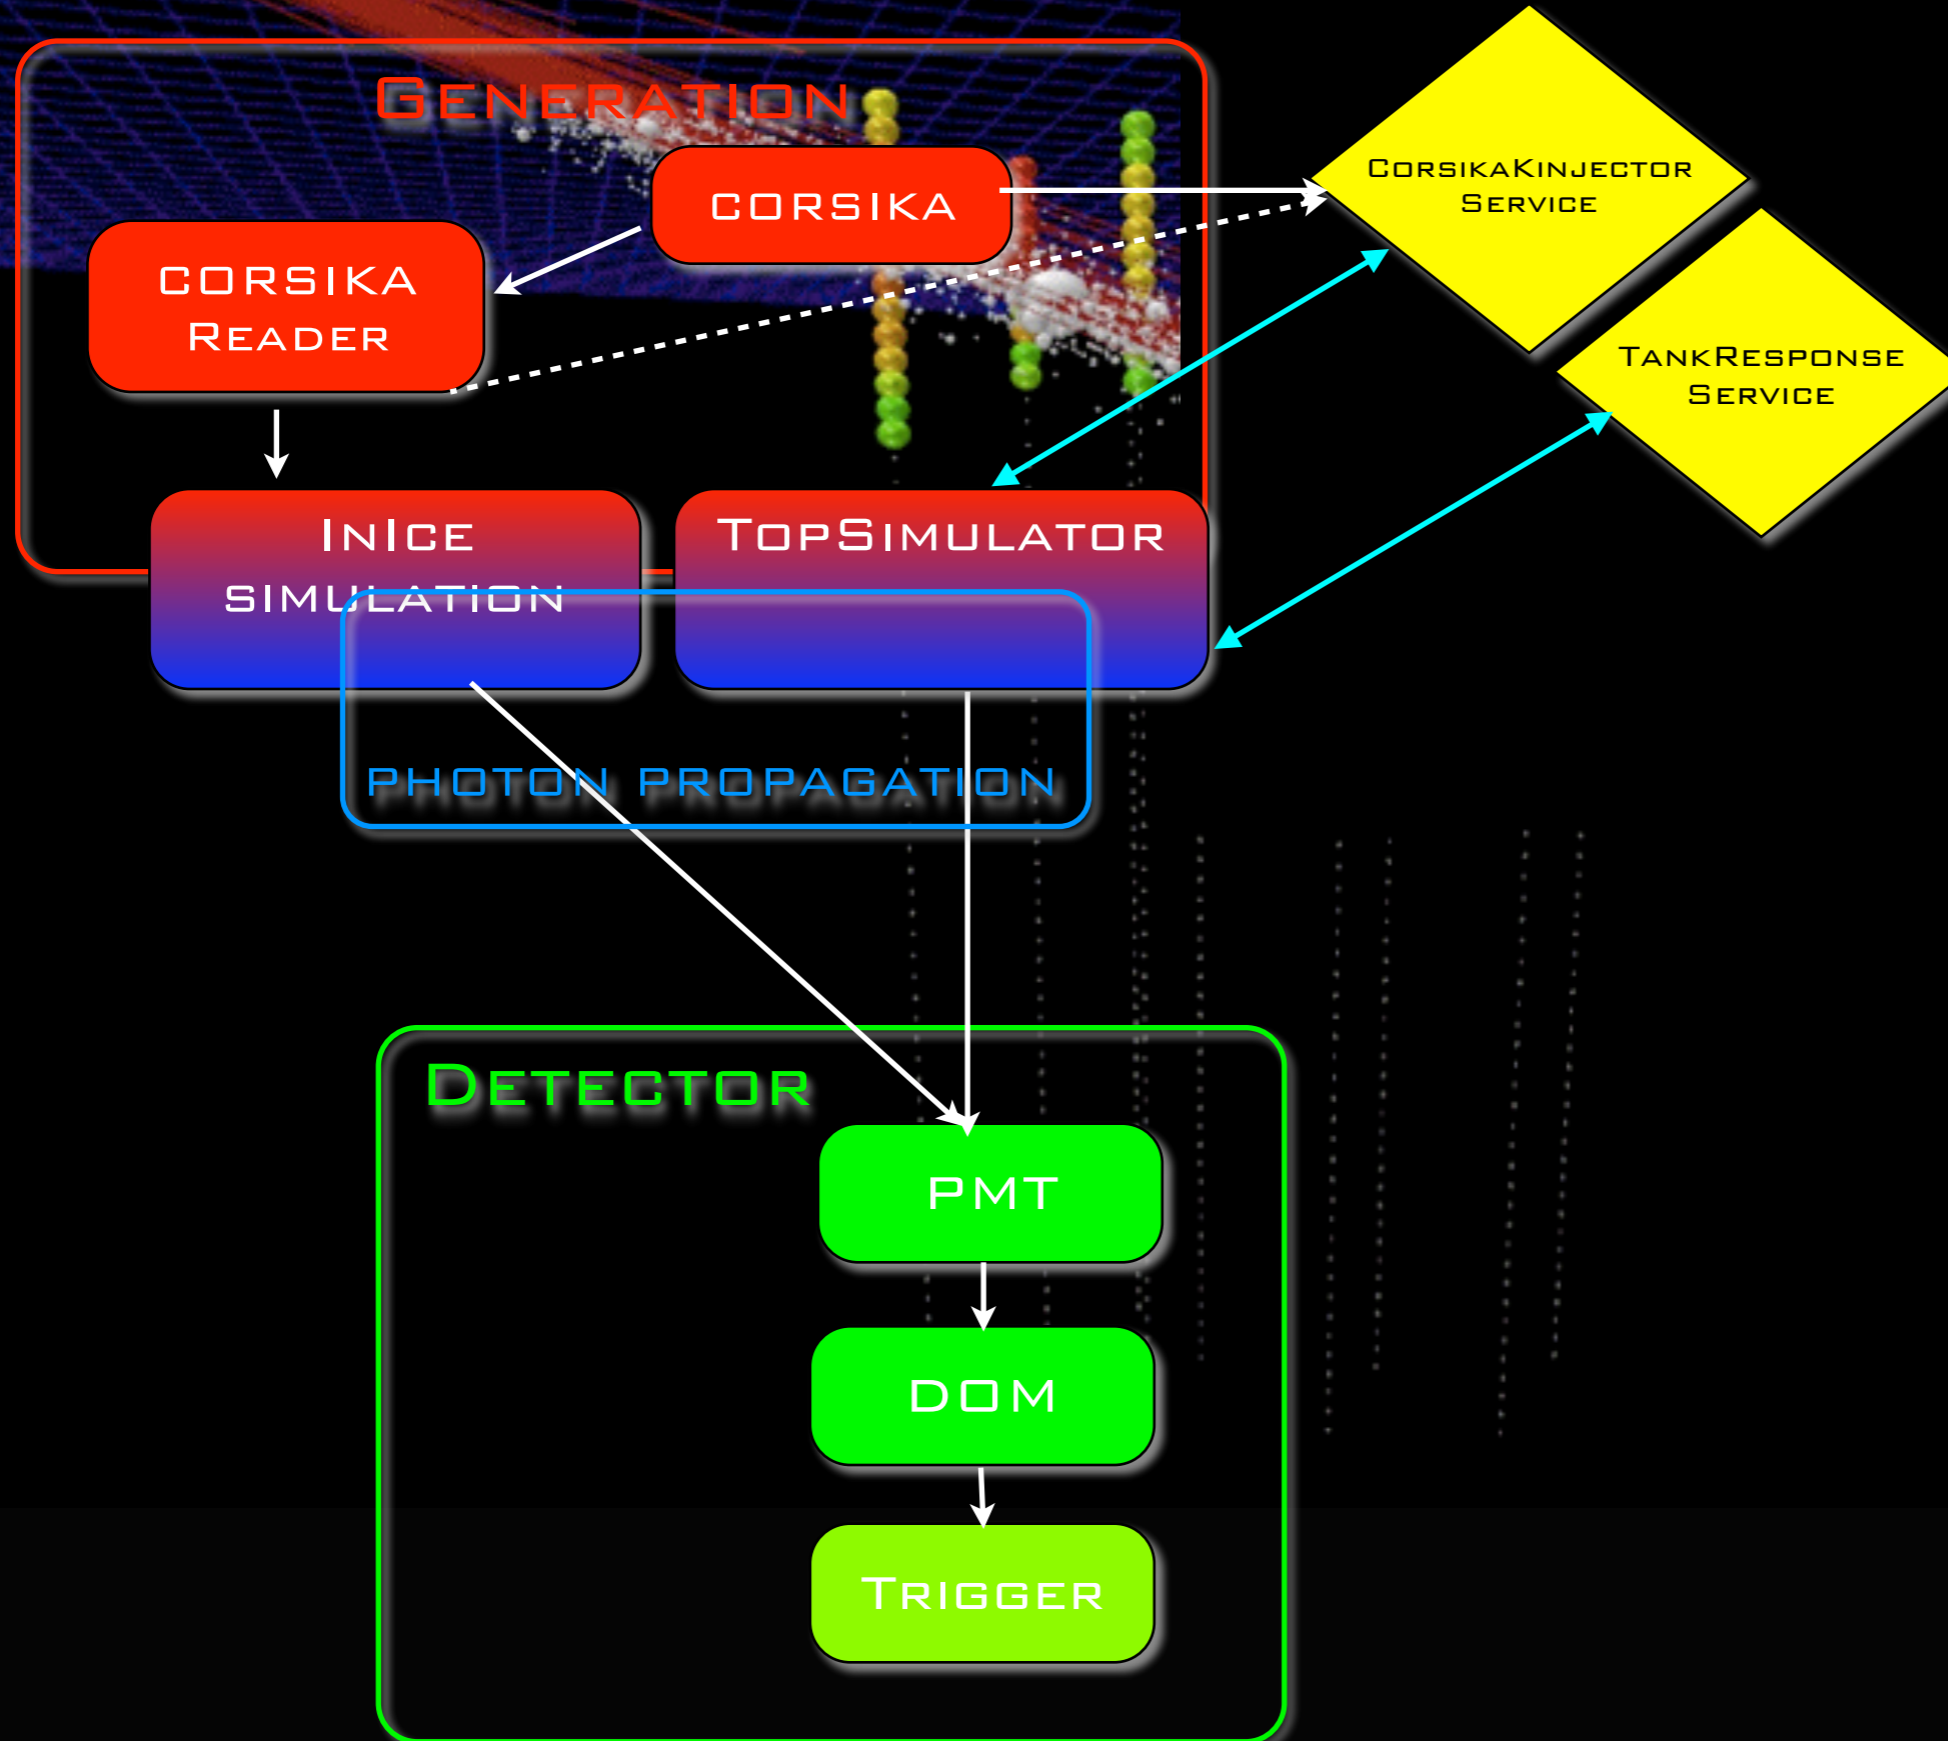 Generation
CORSIKA
CORSIKA
Reader
CorsikaKinjector
Service
TankResponse
Service
InIce
simulation
TopSimulator
photon propagation
Detector
PMT
DOM
Trigger